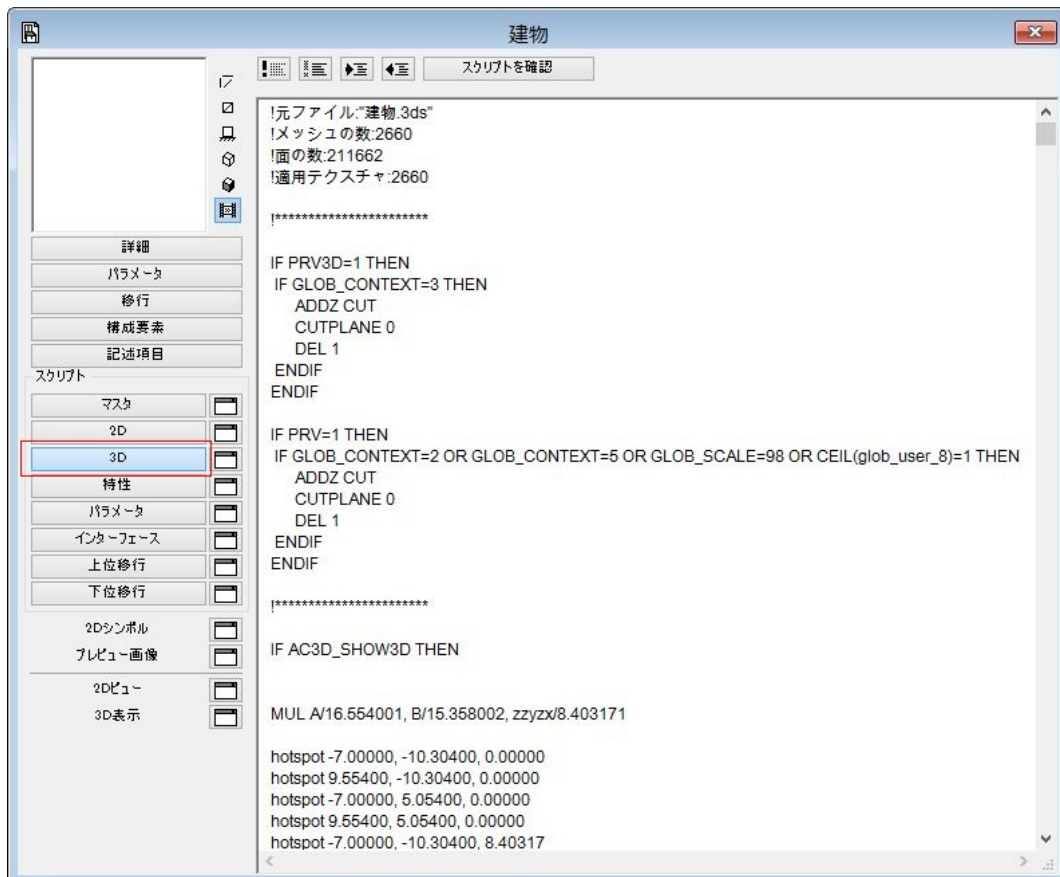 建物
スクリプトを確認
詳細
パラメータ
移行
構成要素
記述項目
スクリプト
マスタ
2D
3D
特性
パラメータ
インターフェース
上位移行
下位移行
2Dシンボル
プレビュー画像
2Dビュー
3D表示
!元ファイル:"建物.3ds"
!メッシュの数:2660
!面の数:211662
!適用テクスチャ:2660
!***********************
IF PRV3D=1 THEN
IF GLOB_CONTEXT=3 THEN
ADDZ CUT
CUTPLANE 0
DEL 1
ENDIF
ENDIF
IF PRV=1 THEN
IF GLOB_CONTEXT=2 OR GLOB_CONTEXT=5 OR GLOB_SCALE=98 OR CEIL(glob_user_8)=1 THEN
ADDZ CUT
CUTPLANE 0
DEL 1
ENDIF
ENDIF
!***********************
IF AC3D_SHOW3D THEN
MUL A/16.554001, B/15.358002, zzyzx/8.403171
hotspot -7.00000, -10.30400, 0.00000
hotspot 9.55400, -10.30400, 0.00000
hotspot -7.00000, 5.05400, 0.00000
hotspot 9.55400, 5.05400, 0.00000
hotspot -7.00000, -10.30400, 8.40317